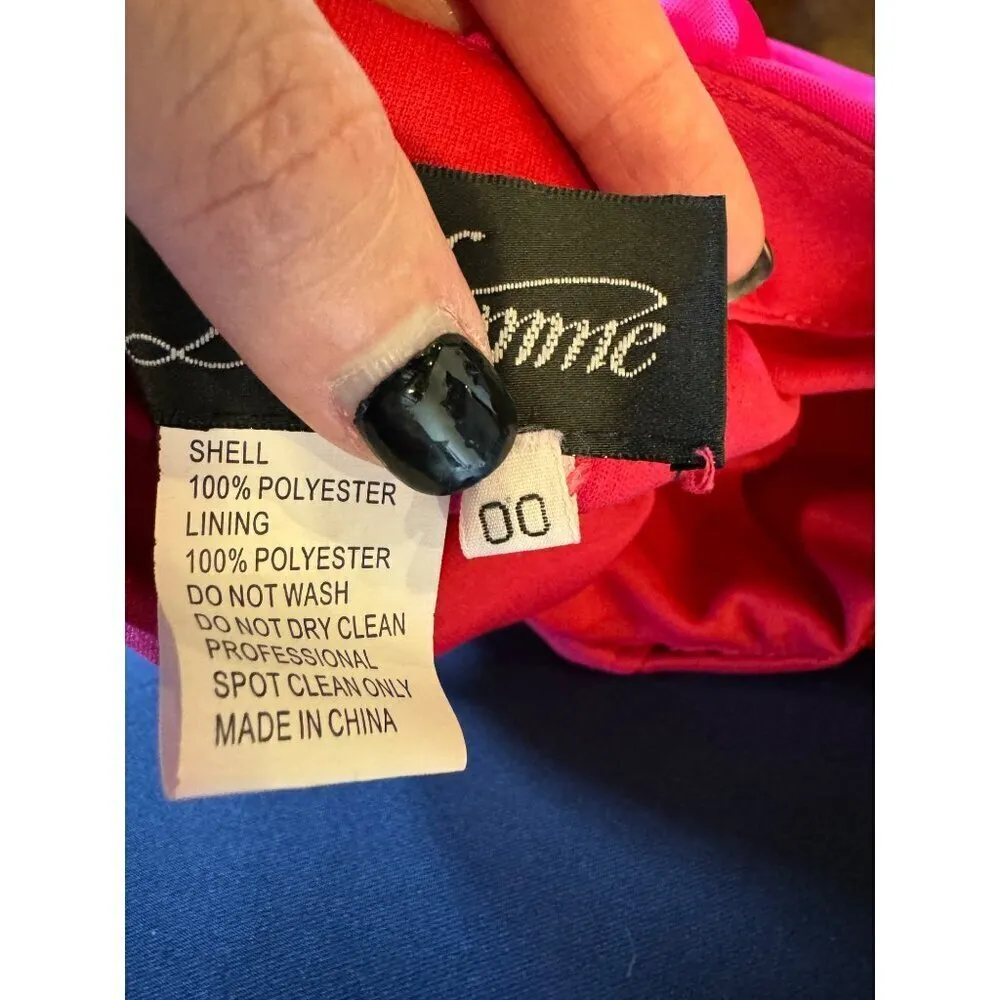 SHELL
100% POLYESTER
LINING
100% POLYESTER
DO NOT WASH
DO NOT DRY CLEAN
PROFESSIONAL
SPOT CLEAN ONLY
MADE IN CHINA
00